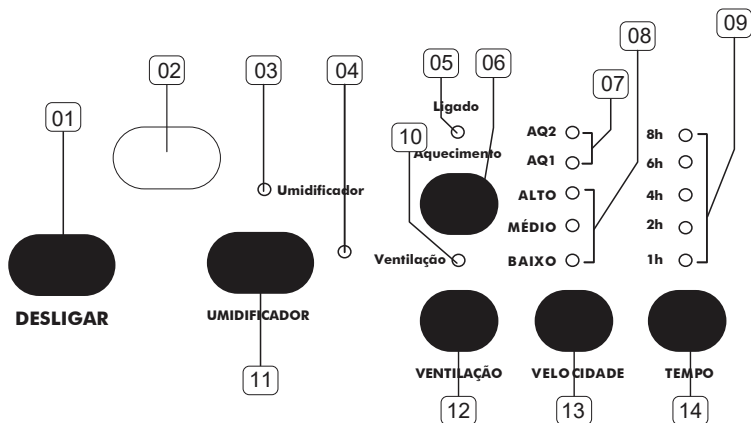 09
08
02
03
04
05
06
07
Ligado
01
10
AQ2
8h
Aquecimento
AQ1
6h
Umidificador
ALTO
4h
MÉDIO
2h
Ventilação
BAIXO
1h
DESLIGAR
UMIDIFICADOR
VENTILAÇÃO
VELOCIDADE
TEMPO
11
12
13
14